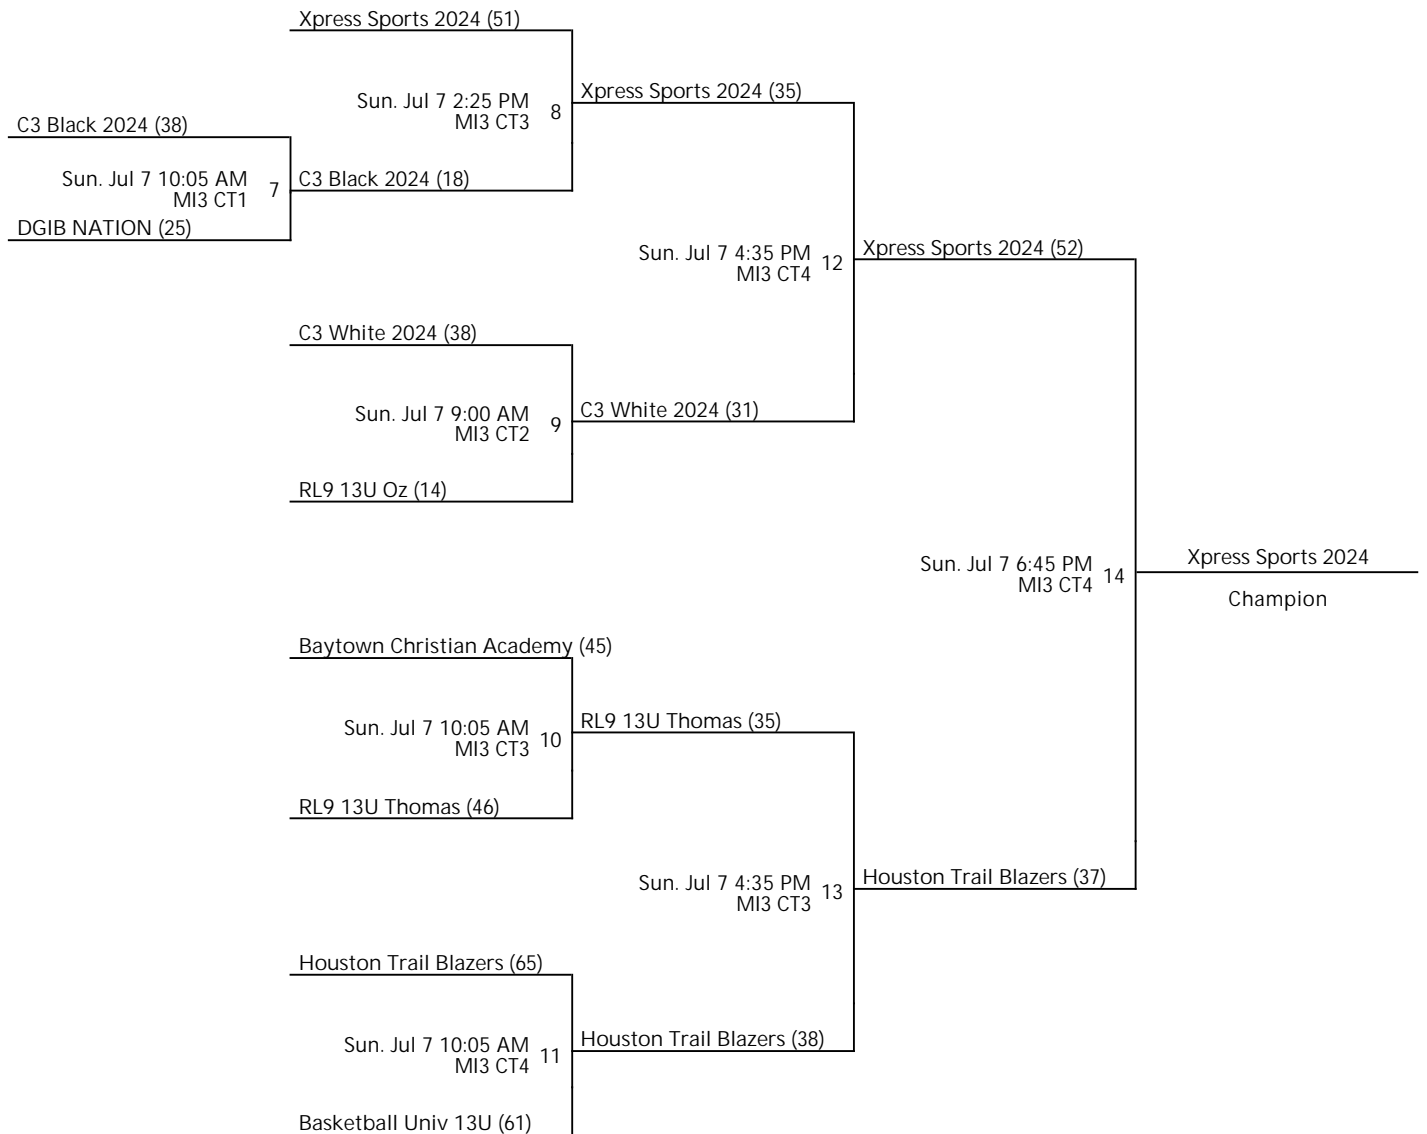 Xpress Sports 2024 (51)
Sun. Jul 7 2:25 PM
MI3 CT3
8
Xpress Sports 2024 (35)
C3 Black 2024 (38)
Sun. Jul 7 10:05 AM
MI3 CT1
7
C3 Black 2024 (18)
DGIB NATION (25)
Sun. Jul 7 4:35 PM
MI3 CT4
12
Xpress Sports 2024 (52)
C3 White 2024 (38)
Sun. Jul 7 9:00 AM
MI3 CT2
9
C3 White 2024 (31)
RL9 13U Oz (14)
Sun. Jul 7 6:45 PM
MI3 CT4
14
Xpress Sports 2024
Champion
Baytown Christian Academy (45)
Sun. Jul 7 10:05 AM
MI3 CT3
10
RL9 13U Thomas (35)
RL9 13U Thomas (46)
Sun. Jul 7 4:35 PM
MI3 CT3
13
Houston Trail Blazers (37)
Houston Trail Blazers (65)
Sun. Jul 7 10:05 AM
MI3 CT4
11
Houston Trail Blazers (38)
Basketball Univ 13U (61)